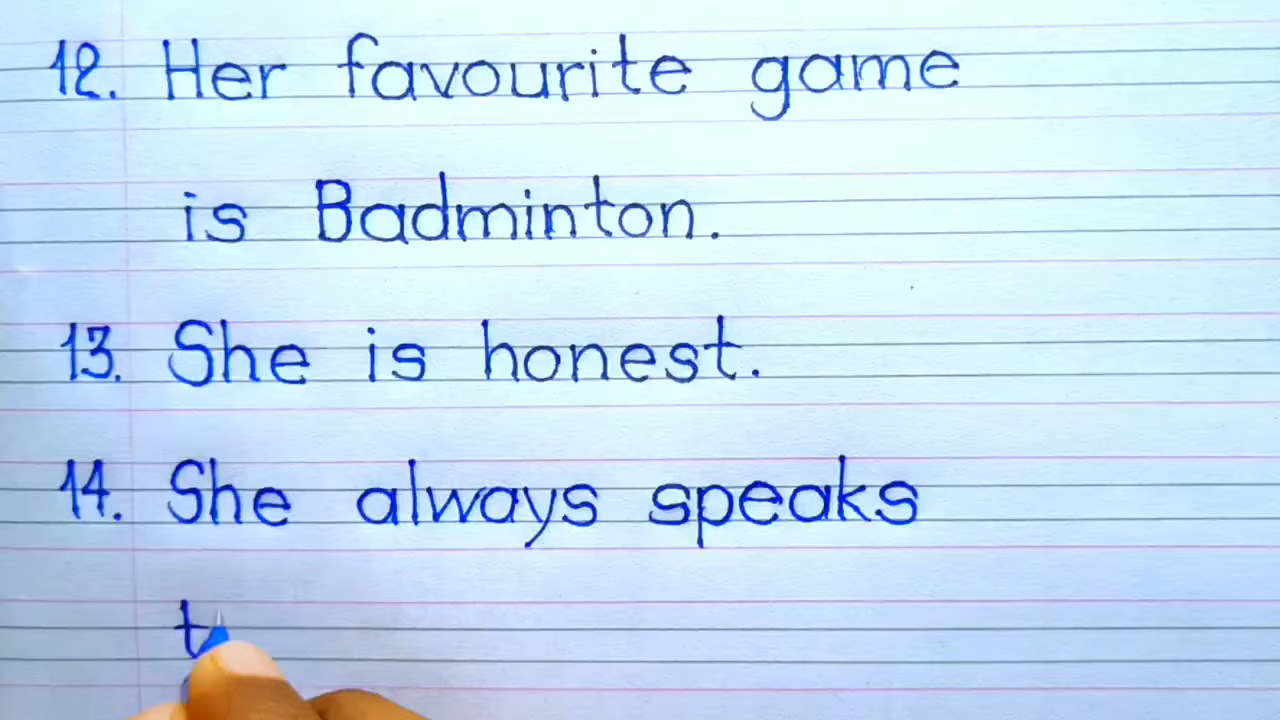 12. Her favourite game
is Badminton.
13. She is honest.
14. She always speaks
t